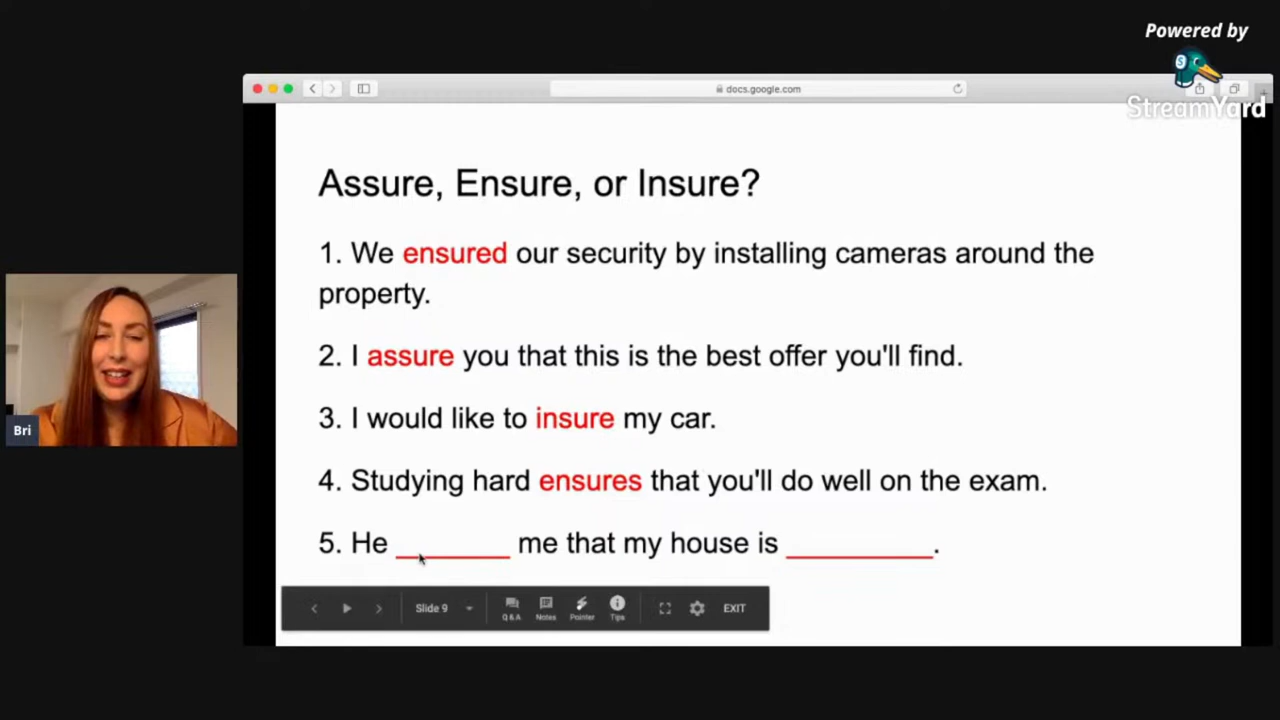 Powered by
StreamYard
docs.google.com
Assure, Ensure, or Insure?
1. We ensured our security by installing cameras around the
property.
2. I assure you that this is the best offer you'll find.
3. I would like to insure my car.
4. Studying hard ensures that you'll do well on the exam.
5. He ________ me that my house is __________.
Bri
Slide 9
Q & A
Notes
Pointer
Tips
EXIT